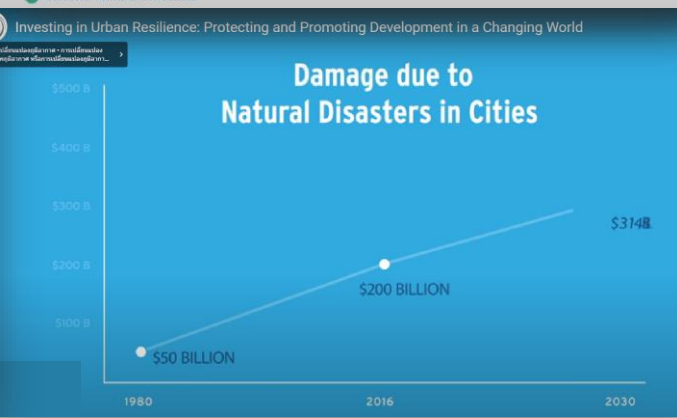 Investing in Urban Resilience: Protecting and Promoting Development in a Changing World
Damage due to
Natural Disasters in Cities
$500 B
$400 B
$300 B
$200 B
$100 B
$314B
$200 BILLION
$50 BILLION
1980
2016
2030